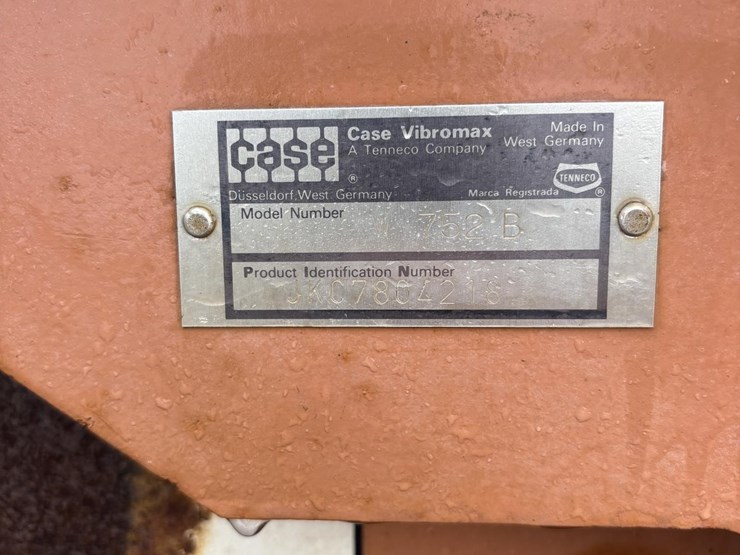 case ®
Case Vibromax
A Tenneco Company
Made In
West Germany
TENNECO
Düsseldorf, West Germany
Marca Registrada ®
Model Number
752 B
Product Identification Number